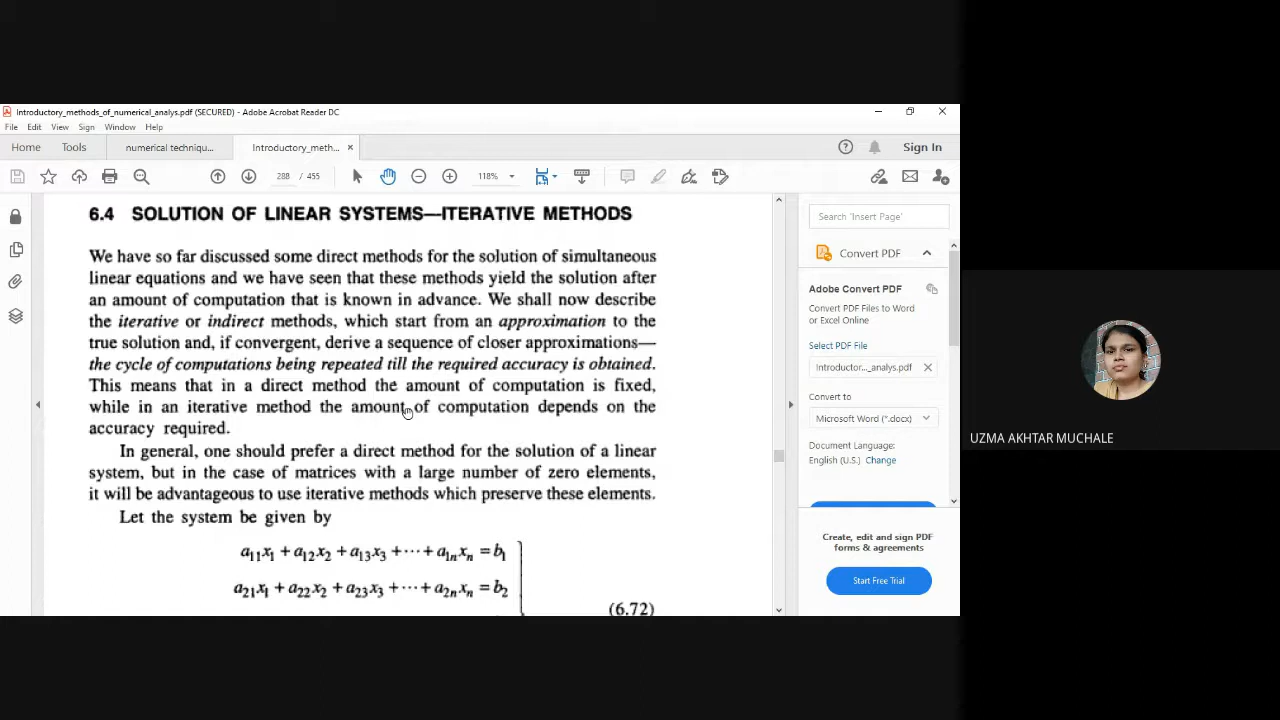 Introductory_methods_of_numerical_analys.pdf (SECURED) - Adobe Acrobat Reader DC
File Edit View Sign Window Help
Home Tools numerical techniqu... Introductory_meth... × Sign In
288 / 455 118%
6.4 SOLUTION OF LINEAR SYSTEMS—ITERATIVE METHODS
We have so far discussed some direct methods for the solution of simultaneous
linear equations and we have seen that these methods yield the solution after
an amount of computation that is known in advance. We shall now describe
the iterative or indirect methods, which start from an approximation to the
true solution and, if convergent, derive a sequence of closer approximations—
the cycle of computations being repeated till the required accuracy is obtained.
This means that in a direct method the amount of computation is fixed,
while in an iterative method the amount of computation depends on the
accuracy required.
In general, one should prefer a direct method for the solution of a linear
system, but in the case of matrices with a large number of zero elements,
it will be advantageous to use iterative methods which preserve these elements.
Let the system be given by
a₁₁x₁ + a₁₂x₂ + a₁₃x₃ + ⋯ + a₁ₙxₙ = b₁
a₂₁x₁ + a₂₂x₂ + a₂₃x₃ + ⋯ + a₂ₙxₙ = b₂
(6.72)
Search 'Insert Page'
Convert PDF
Adobe Convert PDF
Convert PDF Files to Word
or Excel Online
Select PDF File
Introductor..._analys.pdf ×
Convert to
Microsoft Word (*.docx)
Document Language:
English (U.S.) Change
Create, edit and sign PDF
forms & agreements
Start Free Trial
UZMA AKHTAR MUCHALE